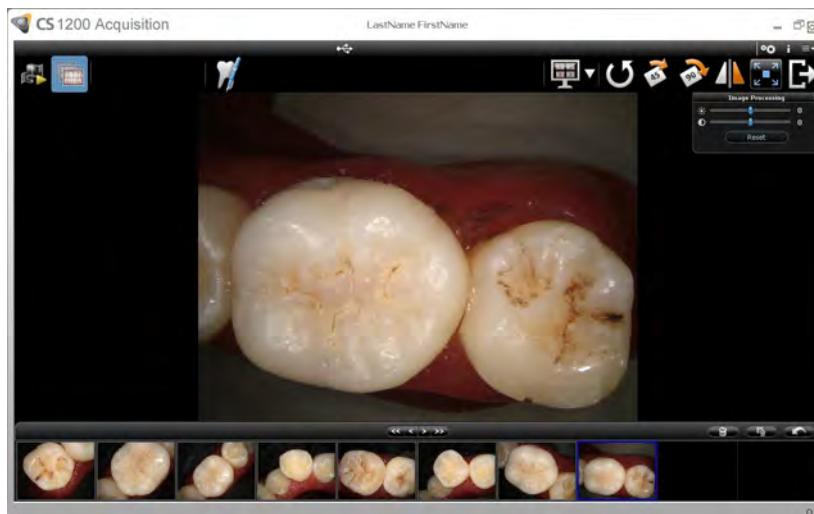 CS 1200 Acquisition
LastName FirstName
45
90
Image Processing
0
0
Reset
<< < > >>